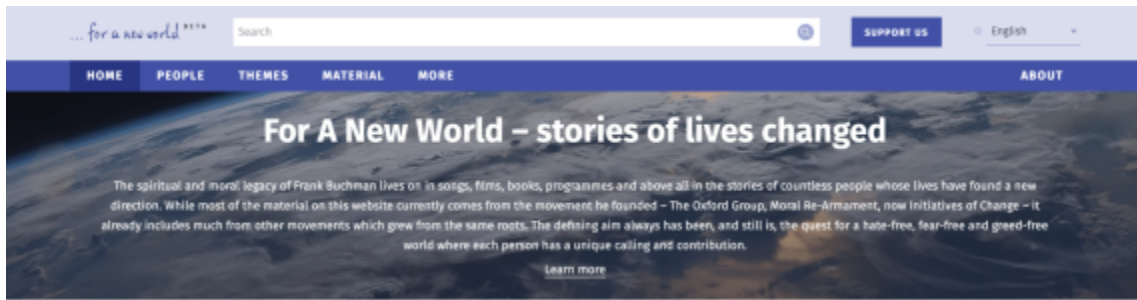 ... for a new world BETA
Search
SUPPORT US
English
HOME PEOPLE THEMES MATERIAL MORE ABOUT
For A New World – stories of lives changed
The spiritual and moral legacy of Frank Buchman lives on in songs, films, books, programmes and above all in the stories of countless people whose lives have found a new
direction. While most of the material on this website currently comes from the movement he founded – The Oxford Group, Moral Re-Armament, now Initiatives of Change – it
already includes much from other movements which grew from the same roots. The defining aim always has been, and still is, the quest for a hate-free, fear-free and greed-free
world where each person has a unique calling and contribution.
Learn more